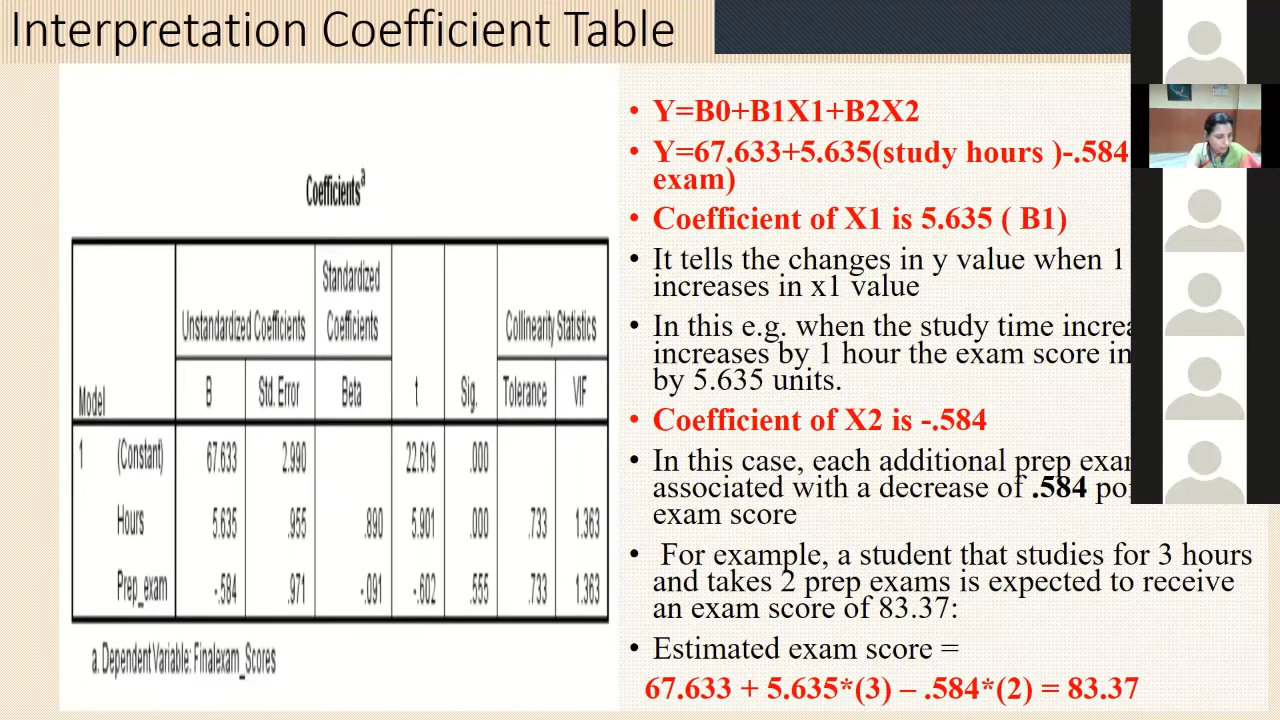 Interpretation Coefficient Table
Coefficientsa
Model
Unstandardized Coefficients
Standardized Coefficients
t
Sig.
Collinearity Statistics
B
Std. Error
Beta
Tolerance
VIF
1 (Constant) 67.633 2.990 22.619 .000
Hours 5.635 .955 .890 5.901 .000 .733 1.363
Prep_exam -.584 .971 -.091 -.602 .555 .733 1.363
a. Dependent Variable: Finalexam_Scores
• Y=B0+B1X1+B2X2
• Y=67.633+5.635(study hours )-.584
exam)
• Coefficient of X1 is 5.635 ( B1)
• It tells the changes in y value when 1
increases in x1 value
• In this e.g. when the study time
increases by 1 hour the exam score
by 5.635 units.
• Coefficient of X2 is -.584
• In this case, each additional prep
associated with a decrease of .584
exam score
• For example, a student that studies for 3 hours
and takes 2 prep exams is expected to receive
an exam score of 83.37:
• Estimated exam score =
67.633 + 5.635*(3) – .584*(2) = 83.37